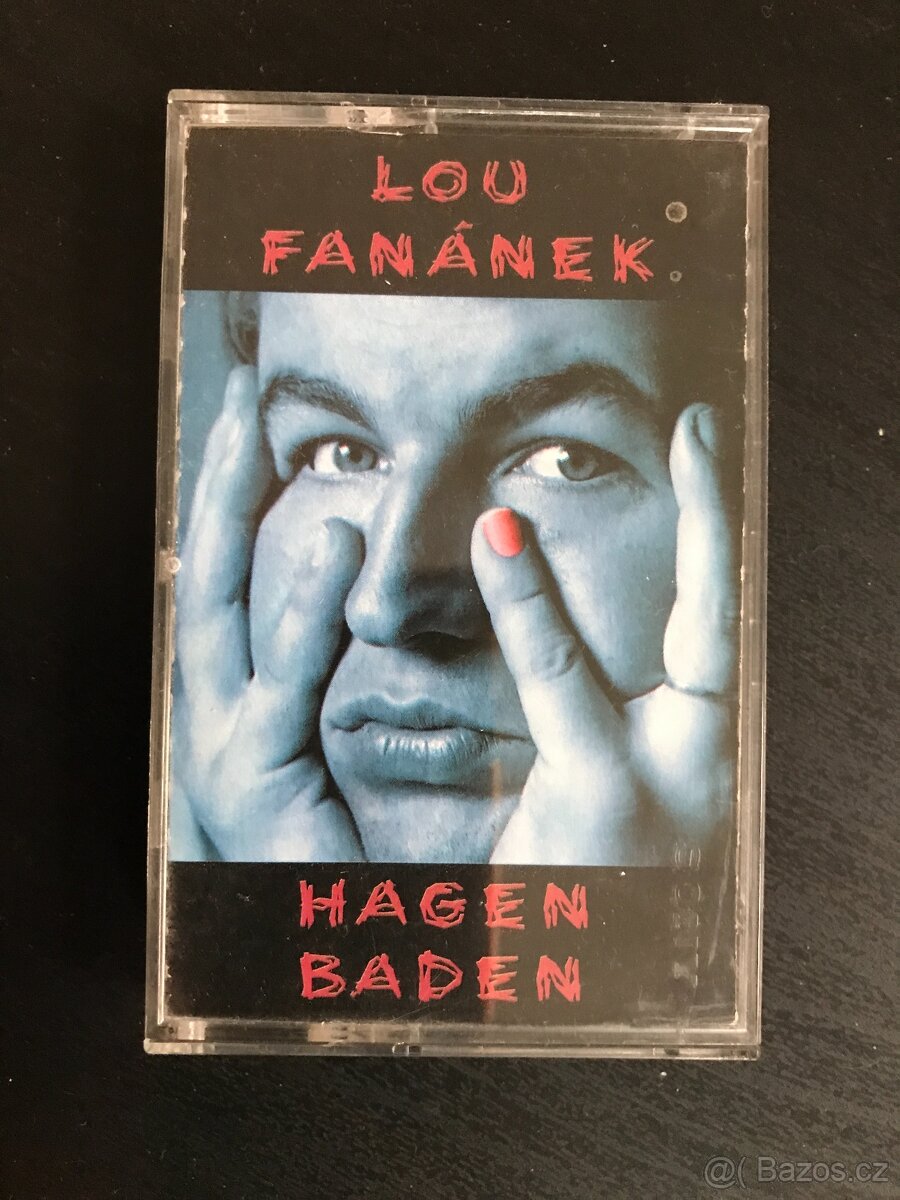 LOU
FANÁNEK
HAGEN
BADEN
@( Bazos.cz